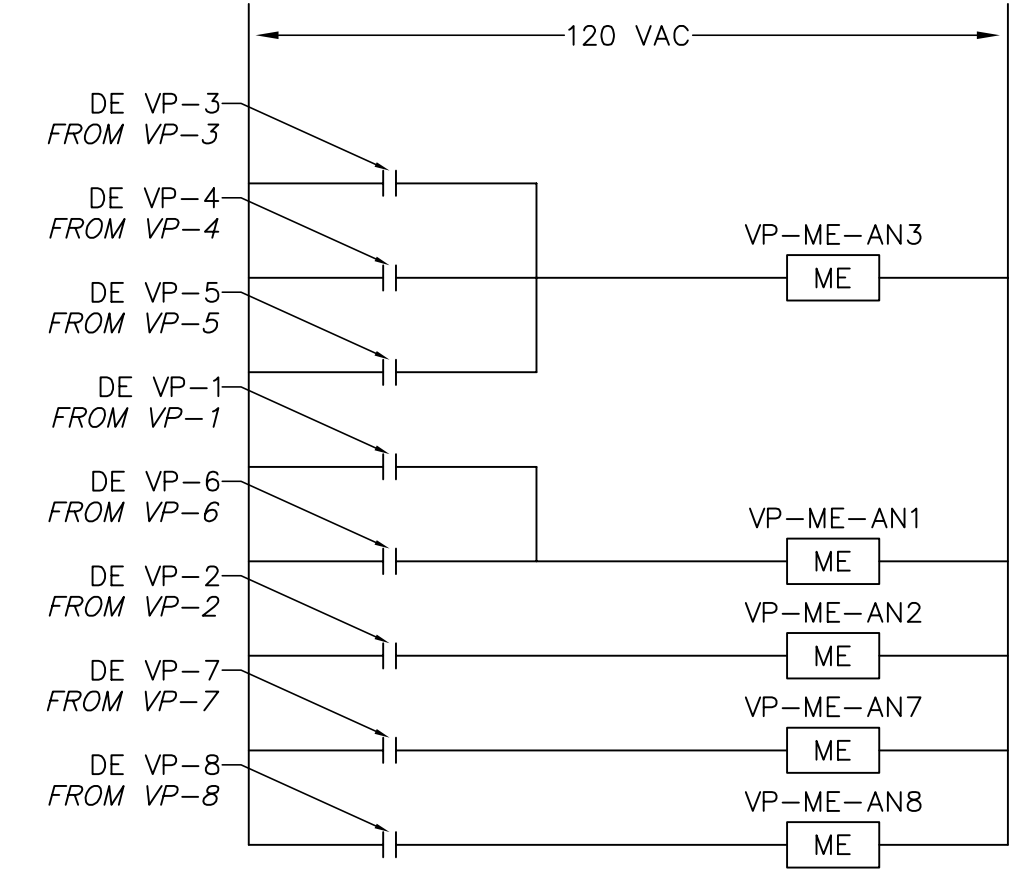 120 VAC
DE VP-3
FROM VP-3
DE VP-4
FROM VP-4
VP-ME-AN3
ME
DE VP-5
FROM VP-5
DE VP-1
FROM VP-1
DE VP-6
FROM VP-6
VP-ME-AN1
ME
DE VP-2
FROM VP-2
VP-ME-AN2
ME
DE VP-7
FROM VP-7
VP-ME-AN7
ME
DE VP-8
FROM VP-8
VP-ME-AN8
ME